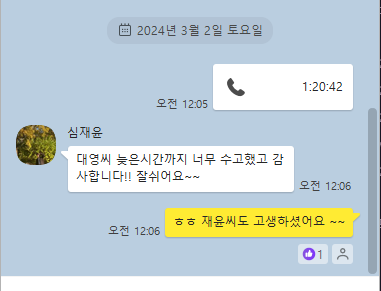 2024년 3월 2일 토요일
1:20:42
오전 12:05
심재윤
대영씨 늦은시간까지 너무 수고했고 감
사합니다!! 잘쉬어요~~
오전 12:06
ㅎㅎ 재윤씨도 고생하셨어요 ~~
오전 12:06
1